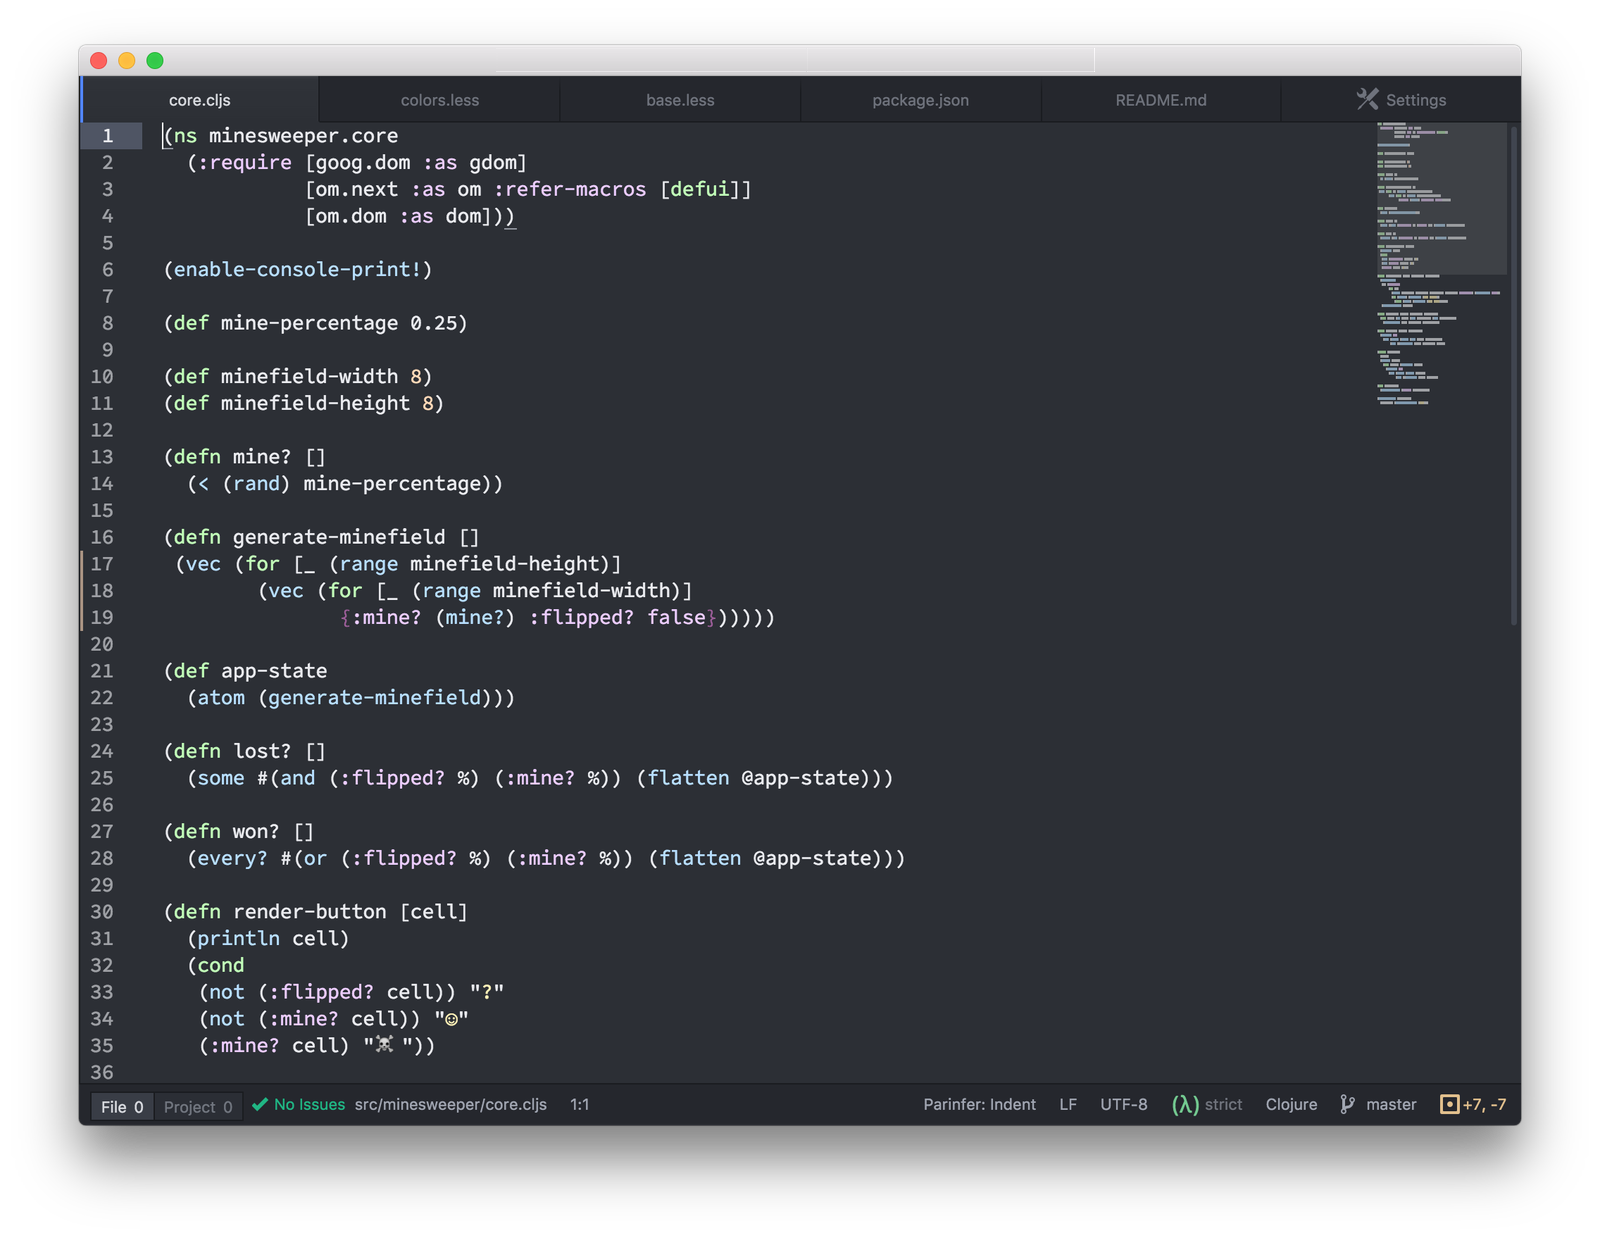 core.cljs colors.less base.less package.json README.md Settings
1 (ns minesweeper.core
2   (:require [goog.dom :as gdom]
3             [om.next :as om :refer-macros [defui]]
4             [om.dom :as dom]))
5
6 (enable-console-print!)
7
8 (def mine-percentage 0.25)
9
10 (def minefield-width 8)
11 (def minefield-height 8)
12
13 (defn mine? []
14   (< (rand) mine-percentage))
15
16 (defn generate-minefield []
17  (vec (for [_ (range minefield-height)]
18         (vec (for [_ (range minefield-width)]
19                {:mine? (mine?) :flipped? false})))))
20
21 (def app-state
22   (atom (generate-minefield)))
23
24 (defn lost? []
25   (some #(and (:flipped? %) (:mine? %)) (flatten @app-state)))
26
27 (defn won? []
28   (every? #(or (:flipped? %) (:mine? %)) (flatten @app-state)))
29
30 (defn render-button [cell]
31   (println cell)
32   (cond
33    (not (:flipped? cell)) "?"
34    (not (:mine? cell)) "☺"
35    (:mine? cell) "☠ "))
36
File 0 Project 0 No Issues src/minesweeper/core.cljs 1:1 Parinfer: Indent LF UTF-8 (λ) strict Clojure master +7, -7